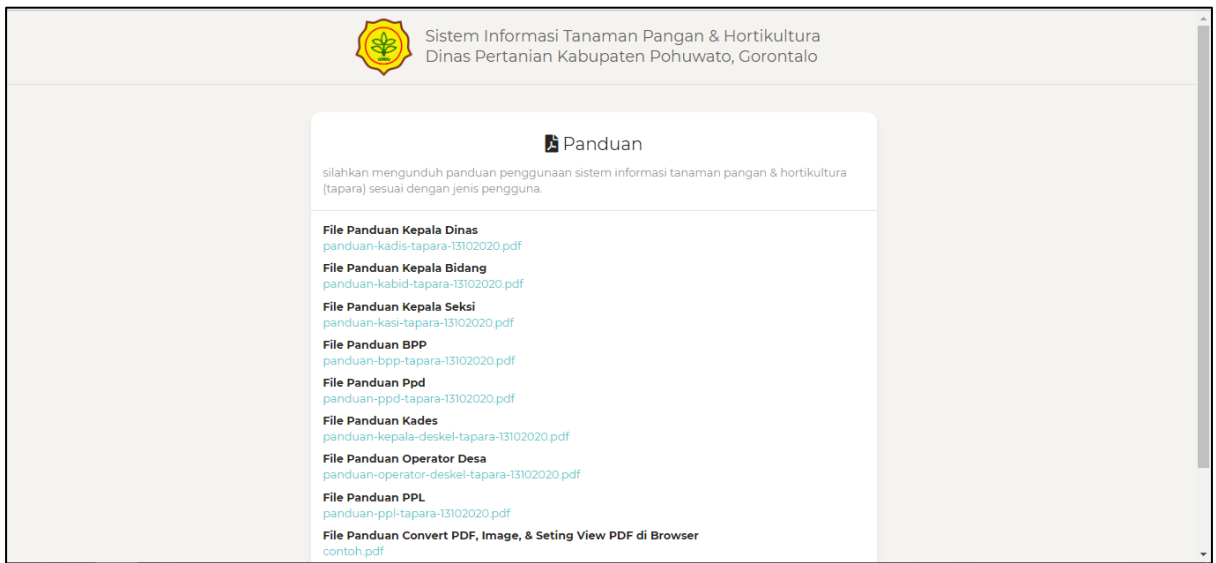 Sistem Informasi Tanaman Pangan & Hortikultura
Dinas Pertanian Kabupaten Pohuwato, Gorontalo
Panduan
silahkan mengunduh panduan penggunaan sistem informasi tanaman pangan & hortikultura
(tapara) sesuai dengan jenis pengguna.
File Panduan Kepala Dinas
panduan-kadis-tapara-13102020.pdf
File Panduan Kepala Bidang
panduan-kabid-tapara-13102020.pdf
File Panduan Kepala Seksi
panduan-kasi-tapara-13102020.pdf
File Panduan BPP
panduan-bpp-tapara-13102020.pdf
File Panduan Ppd
panduan-ppd-tapara-13102020.pdf
File Panduan Kades
panduan-kepala-deskel-tapara-13102020.pdf
File Panduan Operator Desa
panduan-operator-deskel-tapara-13102020.pdf
File Panduan PPL
panduan-ppl-tapara-13102020.pdf
File Panduan Convert PDF, Image, & Seting View PDF di Browser
contoh.pdf